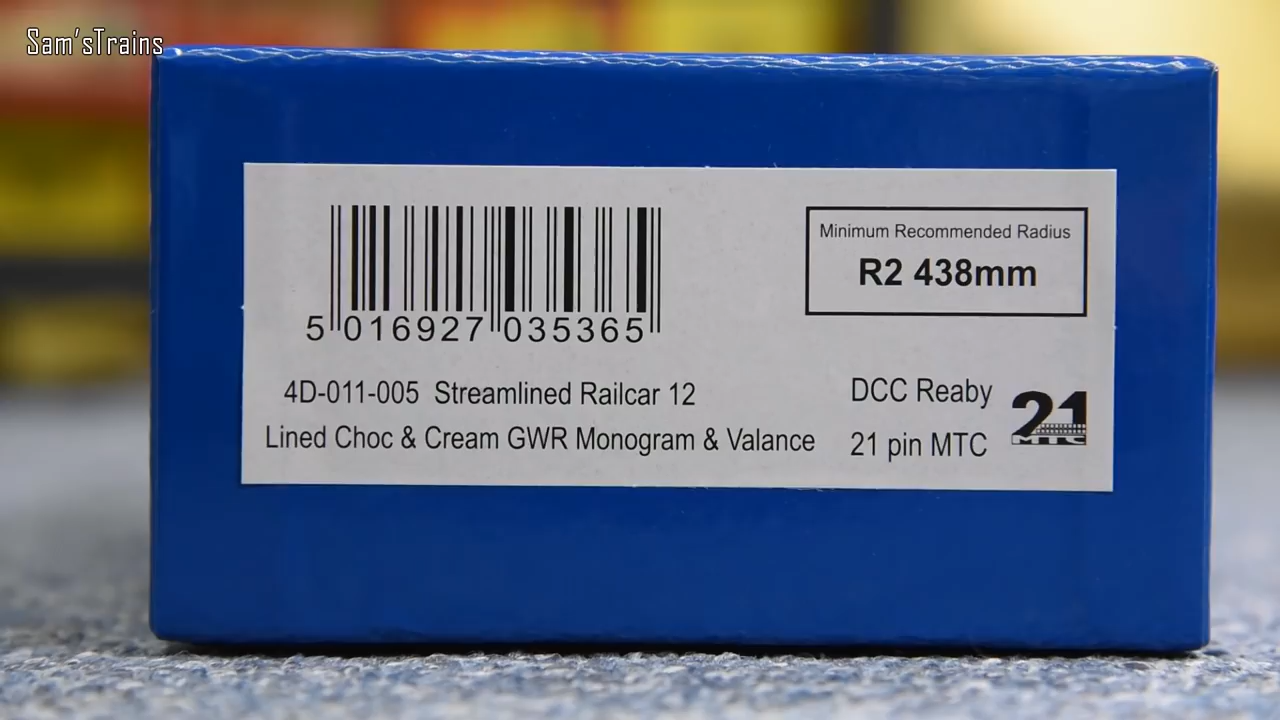 Sam'sTrains
Minimum Recommended Radius
R2 438mm
5 016927 035365
4D-011-005 Streamlined Railcar 12
Lined Choc & Cream GWR Monogram & Valance
DCC Reaby
21 pin MTC
21
MTC